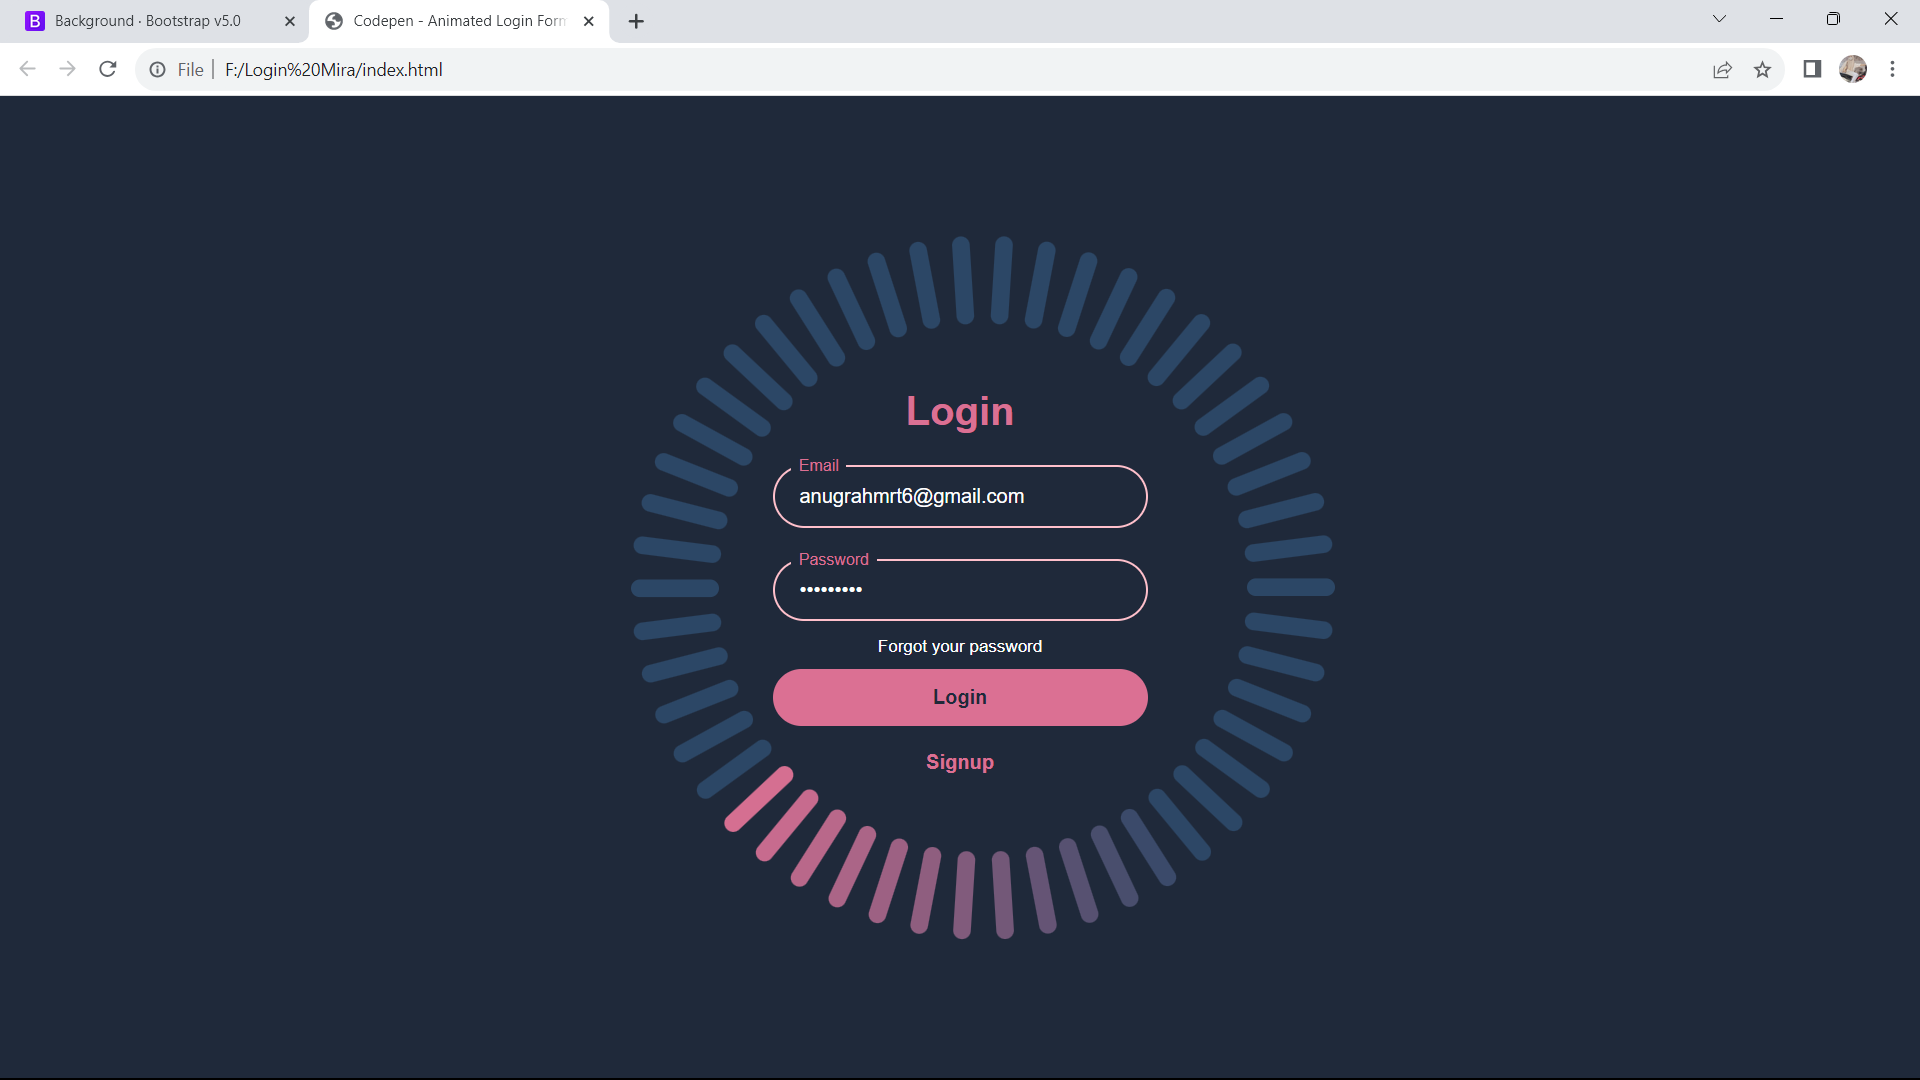 B Background · Bootstrap v5.0
Codepen - Animated Login Form
File F:/Login%20Mira/index.html
Login
Email
anugrahmrt6@gmail.com
Password
•••••••••
Forgot your password
Login
Signup